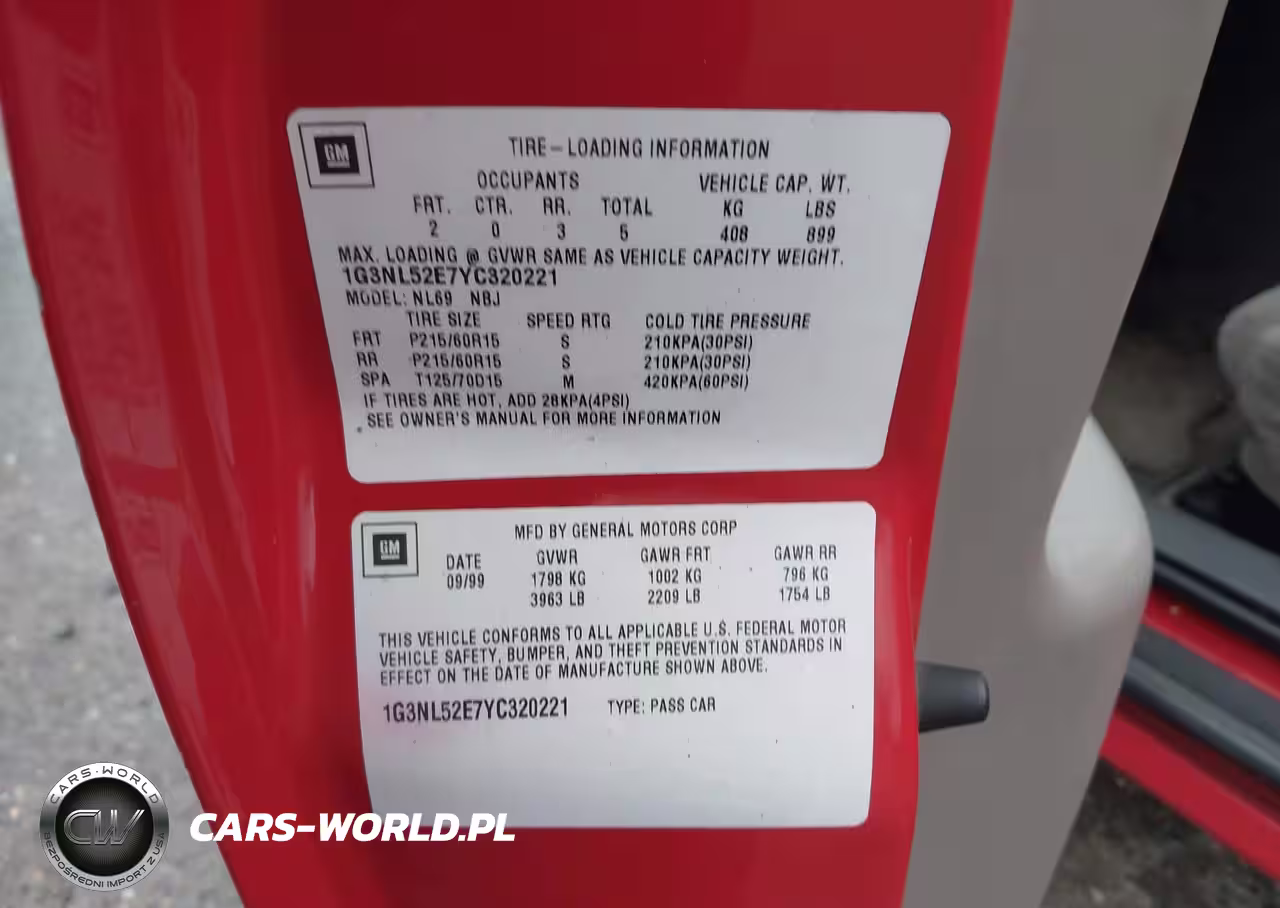 GM
TIRE-LOADING INFORMATION
OCCUPANTS VEHICLE CAP. WT.
FRT. CTR. RR. TOTAL KG LBS
2 0 3 5 408 899
MAX. LOADING @ GVWR SAME AS VEHICLE CAPACITY WEIGHT.
1G3NL52E7YC320221
MODEL: NL69 NBJ
TIRE SIZE SPEED RTG COLD TIRE PRESSURE
FRT P215/60R15 S 210KPA(30PSI)
RR P215/60R15 S 210KPA(30PSI)
SPA T125/70D15 M 420KPA(60PSI)
IF TIRES ARE HOT, ADD 28KPA(4PSI)
SEE OWNER'S MANUAL FOR MORE INFORMATION
GM
MFD BY GENERAL MOTORS CORP
DATE GVWR GAWR FRT GAWR RR
09/99 1798 KG 1002 KG 796 KG
3963 LB 2209 LB 1754 LB
THIS VEHICLE CONFORMS TO ALL APPLICABLE U.S. FEDERAL MOTOR
VEHICLE SAFETY, BUMPER, AND THEFT PREVENTION STANDARDS IN
EFFECT ON THE DATE OF MANUFACTURE SHOWN ABOVE.
1G3NL52E7YC320221 TYPE: PASS CAR
CARS-WORLD
CW
BEZPOŚREDNI IMPORT Z USA
CARS-WORLD.PL